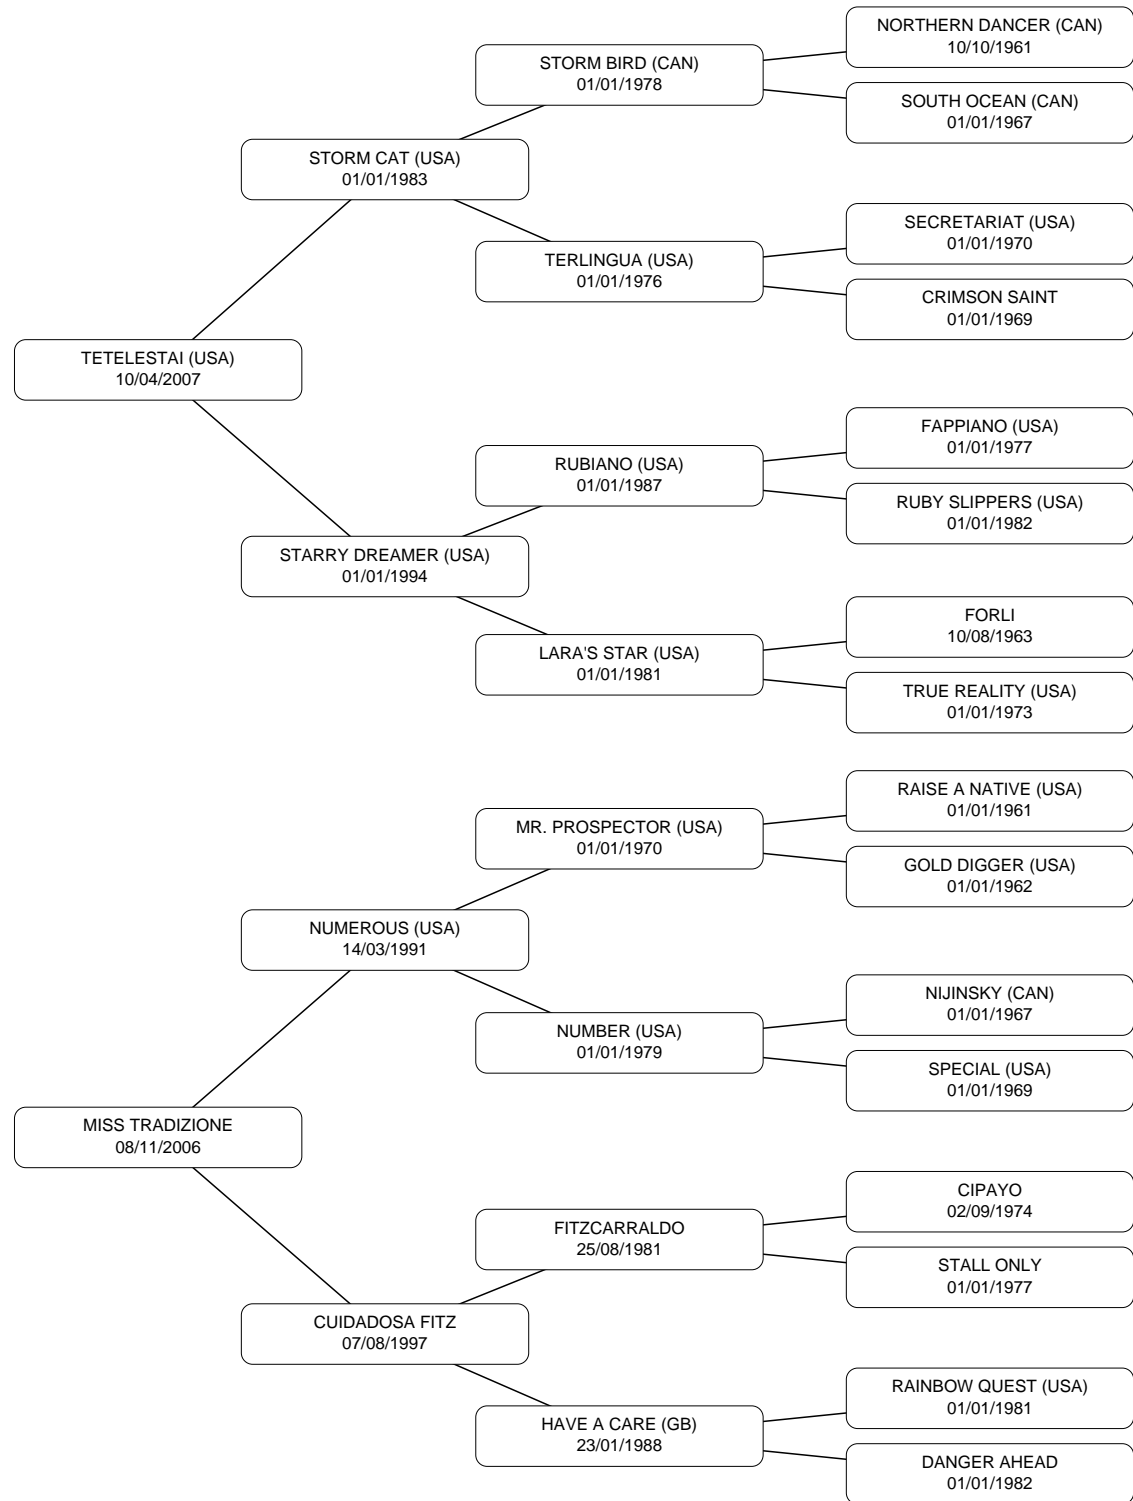 NORTHERN DANCER (CAN)
10/10/1961
STORM BIRD (CAN)
01/01/1978
SOUTH OCEAN (CAN)
01/01/1967
STORM CAT (USA)
01/01/1983
SECRETARIAT (USA)
01/01/1970
TERLINGUA (USA)
01/01/1976
CRIMSON SAINT
01/01/1969
TETELESTAI (USA)
10/04/2007
FAPPIANO (USA)
01/01/1977
RUBIANO (USA)
01/01/1987
RUBY SLIPPERS (USA)
01/01/1982
STARRY DREAMER (USA)
01/01/1994
FORLI
10/08/1963
LARA'S STAR (USA)
01/01/1981
TRUE REALITY (USA)
01/01/1973
RAISE A NATIVE (USA)
01/01/1961
MR. PROSPECTOR (USA)
01/01/1970
GOLD DIGGER (USA)
01/01/1962
NUMEROUS (USA)
14/03/1991
NIJINSKY (CAN)
01/01/1967
NUMBER (USA)
01/01/1979
SPECIAL (USA)
01/01/1969
MISS TRADIZIONE
08/11/2006
CIPAYO
02/09/1974
FITZCARRALDO
25/08/1981
STALL ONLY
01/01/1977
CUIDADOSA FITZ
07/08/1997
RAINBOW QUEST (USA)
01/01/1981
HAVE A CARE (GB)
23/01/1988
DANGER AHEAD
01/01/1982